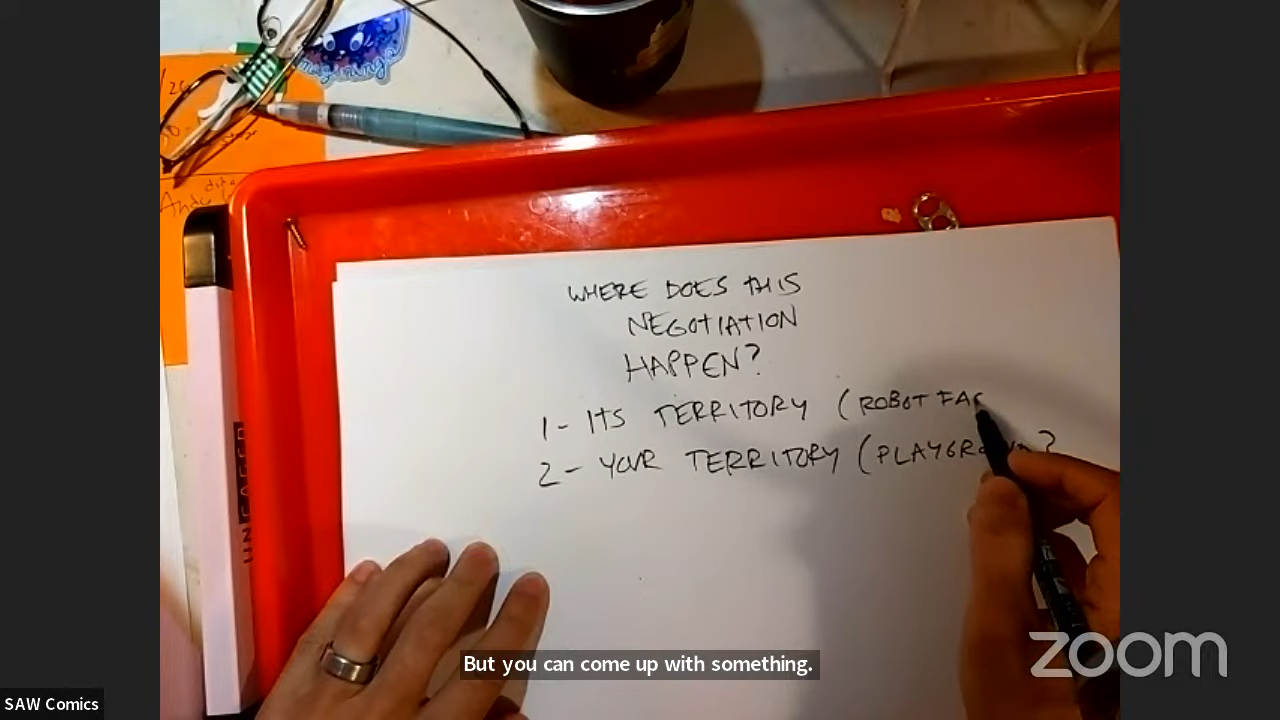 WHERE DOES THIS
NEGOTIATION
HAPPEN?
1- ITS TERRITORY (ROBOT FAC
2- YOUR TERRITORY (PLAYGROUND?
But you can come up with something.
zoom
SAW Comics